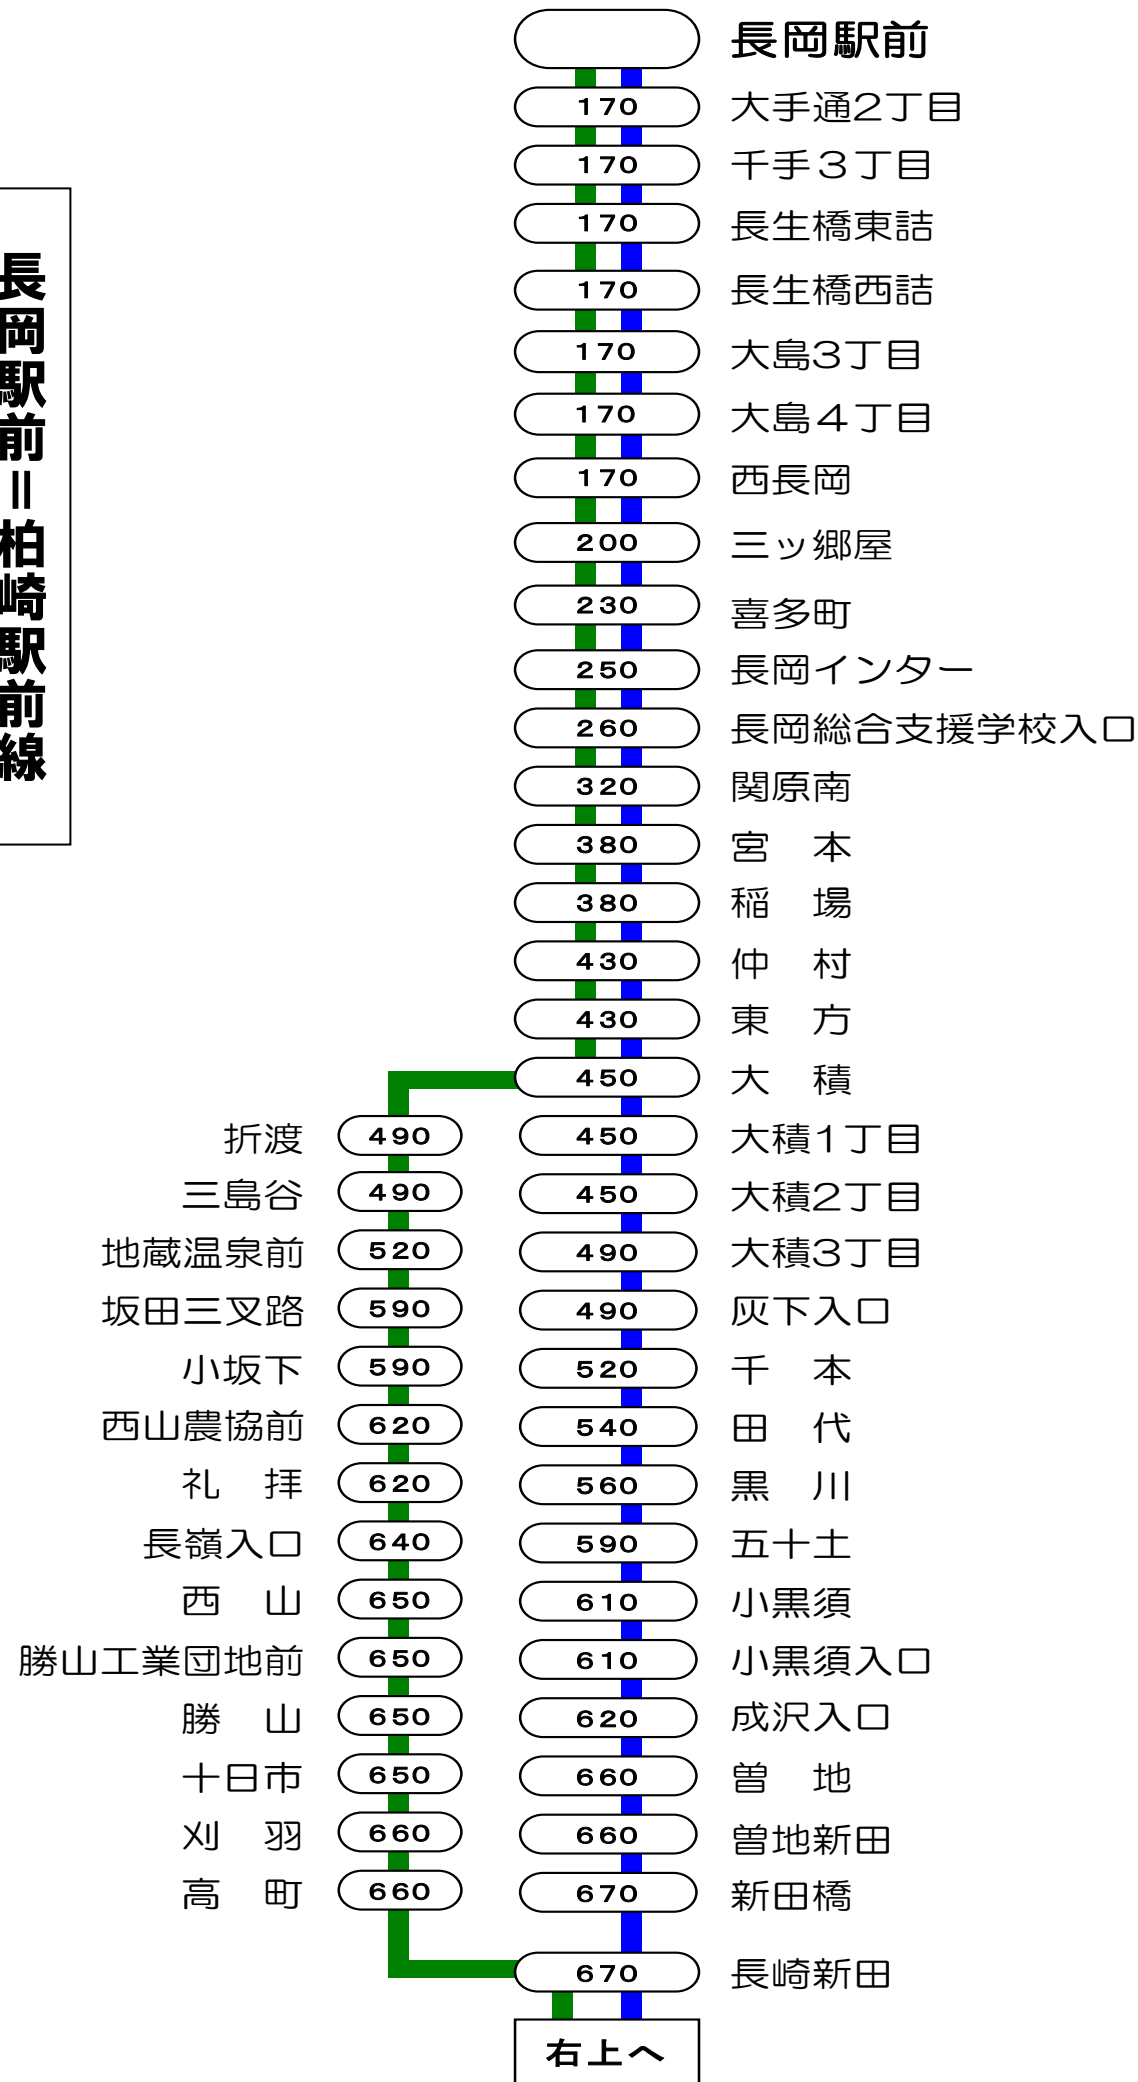 長岡駅前＝柏崎駅前線
長岡駅前
170 大手通2丁目
170 千手３丁目
170 長生橋東詰
170 長生橋西詰
170 大島3丁目
170 大島４丁目
170 西長岡
200 三ッ郷屋
230 喜多町
250 長岡インター
260 長岡総合支援学校入口
320 関原南
380 宮　本
380 稲　場
430 仲　村
430 東　方
450 大　積
折渡 490 450 大積1丁目
三島谷 490 450 大積2丁目
地蔵温泉前 520 490 大積3丁目
坂田三叉路 590 490 灰下入口
小坂下 590 520 千　本
西山農協前 620 540 田　代
礼　拝 620 560 黒　川
長嶺入口 640 590 五十土
西　山 650 610 小黒須
勝山工業団地前 650 610 小黒須入口
勝　山 650 620 成沢入口
十日市 650 660 曽　地
刈　羽 660 660 曽地新田
高　町 660 670 新田橋
670 長崎新田
右上へ